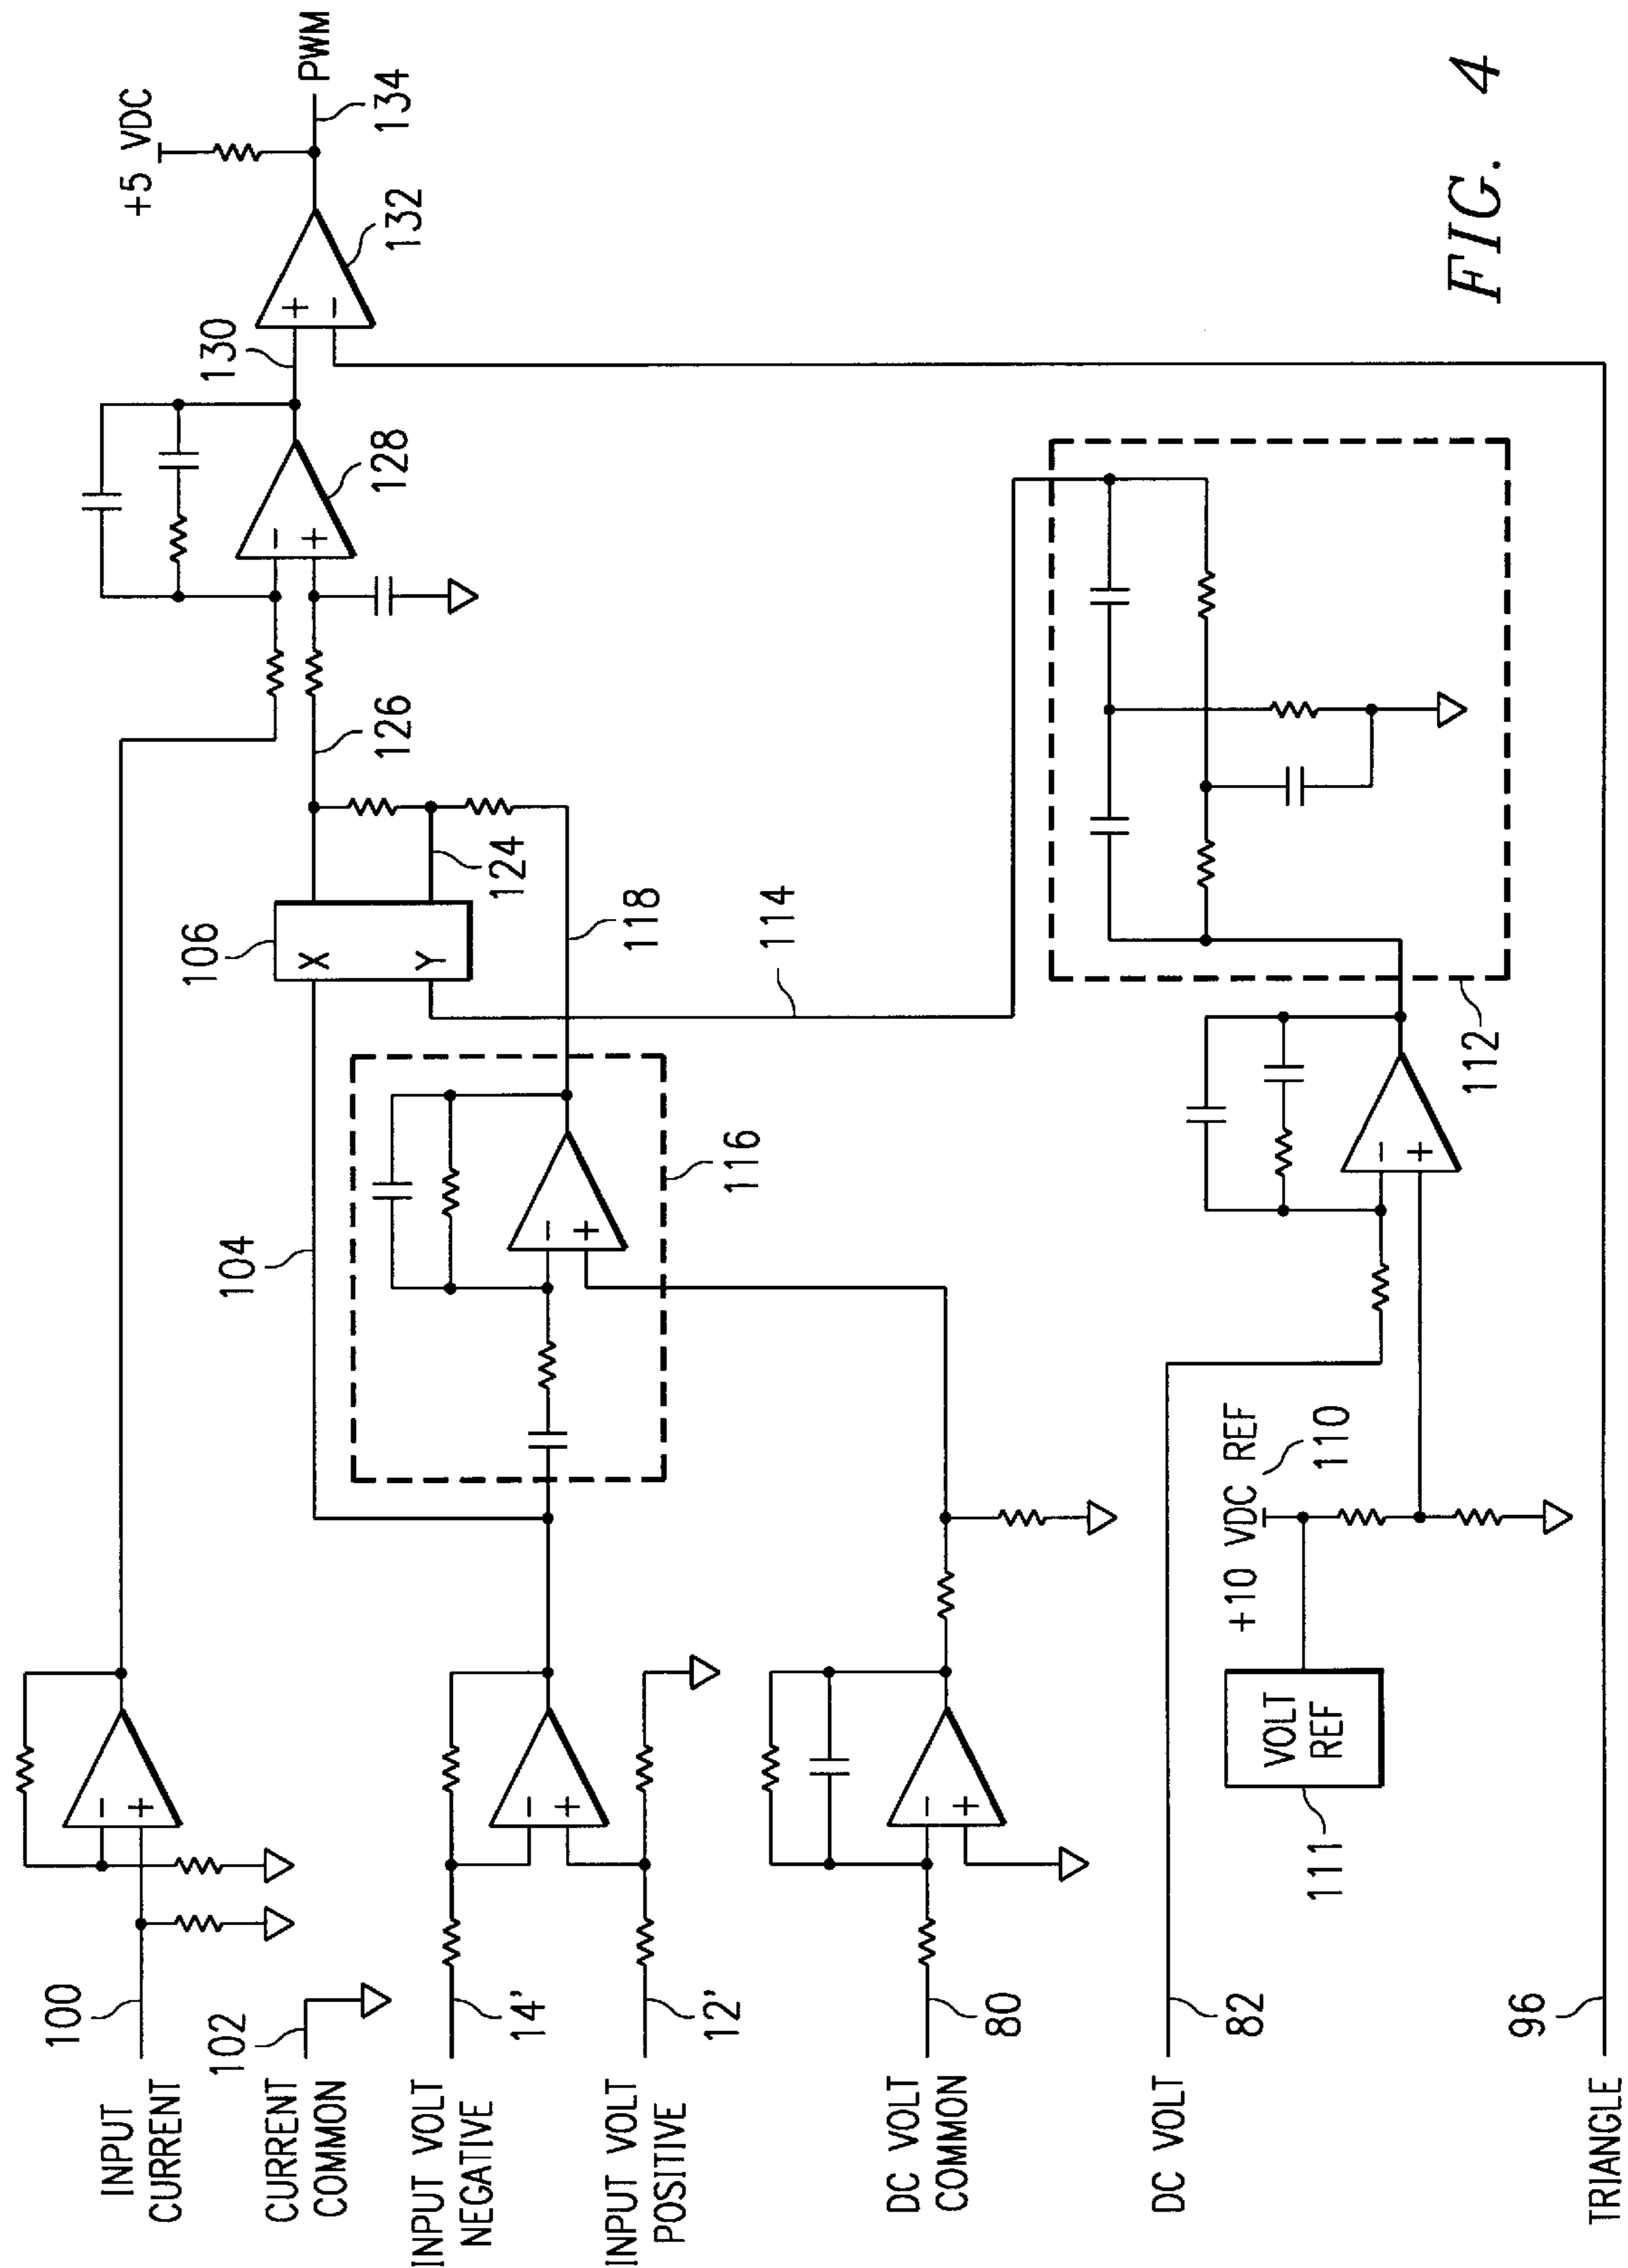 INPUT
CURRENT
100
CURRENT
COMMON
102
INPUT VOLT
NEGATIVE
14'
INPUT VOLT
POSITIVE
12'
DC VOLT
COMMON
80
DC VOLT
82
TRIANGLE
96
-
+
-
+
-
+
VOLT
REF
111
+10 VDC REF
110
104
-
+
116
-
+
112
106
X
Y
118
114
124
126
-
+
128
130
+
-
132
+5 VDC
PWM
134
FIG. 4